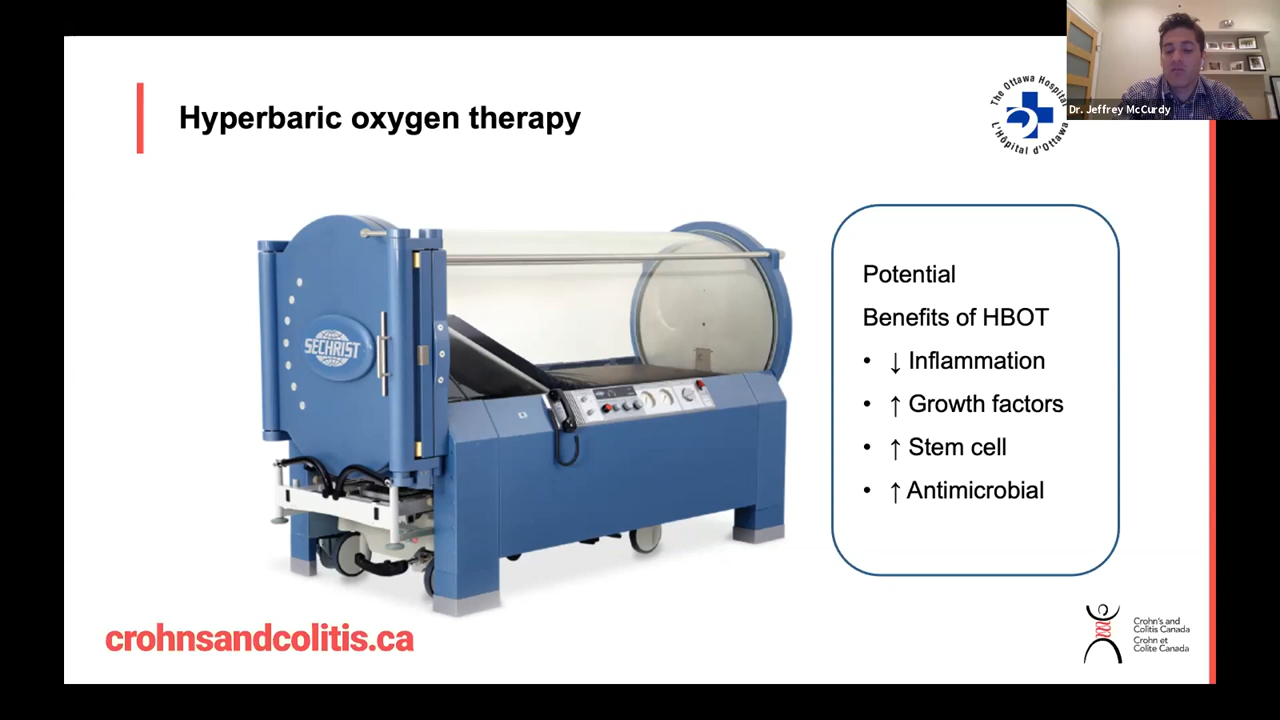 Hyperbaric oxygen therapy
The Ottawa Hospital
L'Hôpital d'Ottawa
Dr. Jeffrey McCurdy
SECHRIST
Potential
Benefits of HBOT
• ↓ Inflammation
• ↑ Growth factors
• ↑ Stem cell
• ↑ Antimicrobial
crohnsandcolitis.ca
Crohn's and
Colitis Canada
Crohn et
Colite Canada